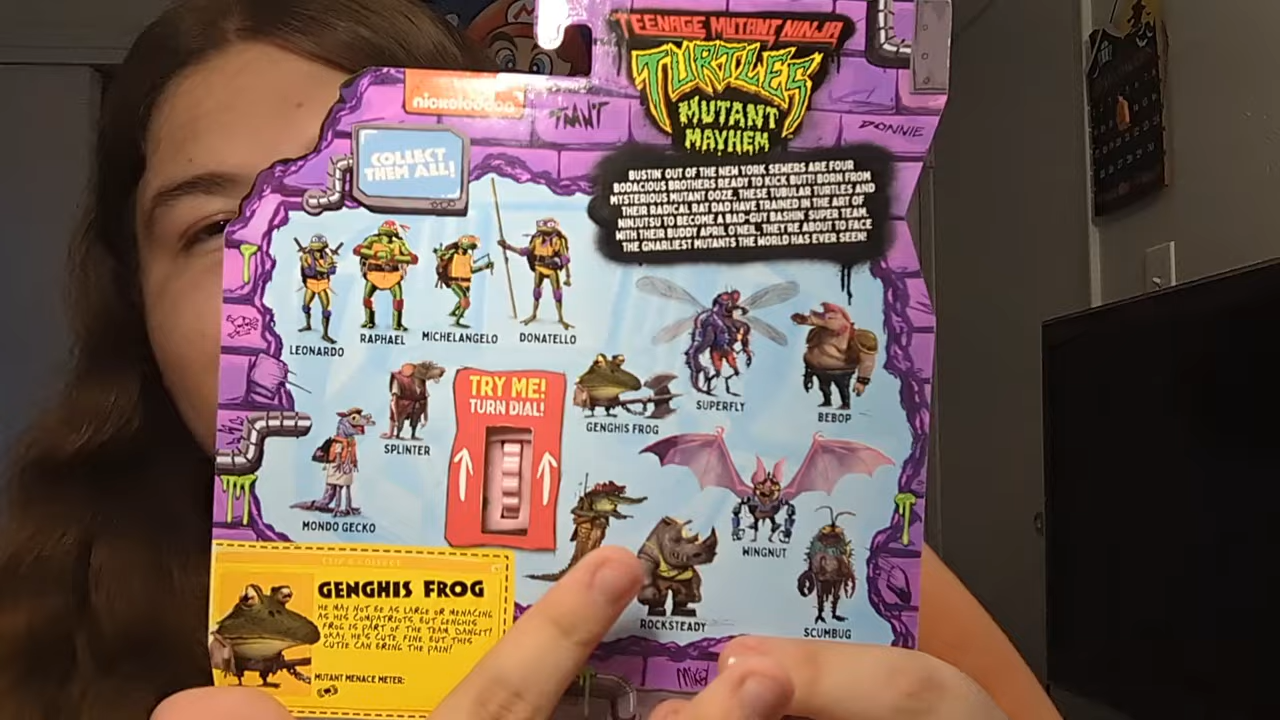 TEENAGE MUTANT NINJA
TURTLES
MUTANT
MAYHEM
nickelodeon
DONNIE
COLLECT
THEM ALL!
BUSTIN' OUT OF THE NEW YORK SEWERS ARE FOUR
BODACIOUS BROTHERS READY TO KICK BUTT! BORN FROM
MYSTERIOUS MUTANT OOZE, THESE TUBULAR TURTLES AND
THEIR RADICAL RAT DAD HAVE TRAINED IN THE ART OF
NINJUTSU TO BECOME A BAD-GUY BASHIN' SUPER TEAM.
WITH THEIR BUDDY APRIL O'NEIL, THEY'RE ABOUT TO FACE
THE GNARLIEST MUTANTS THE WORLD HAS EVER SEEN!
LEONARDO
RAPHAEL
MICHELANGELO
DONATELLO
SPLINTER
TRY ME!
TURN DIAL!
GENGHIS FROG
SUPERFLY
BEBOP
MONDO GECKO
WINGNUT
ROCKSTEADY
SCUMBUG
CLIP & COLLECT
GENGHIS FROG
HE MAY NOT BE AS LARGE OR MENACING
AS HIS COMPATRIOTS, BUT GENGHIS
FROG IS PART OF THE TEAM, DANGIT!
OKAY, HE'S CUTE, FINE, BUT THIS
CUTIE CAN BRING THE PAIN!
MUTANT MENACE METER:
MIKEY